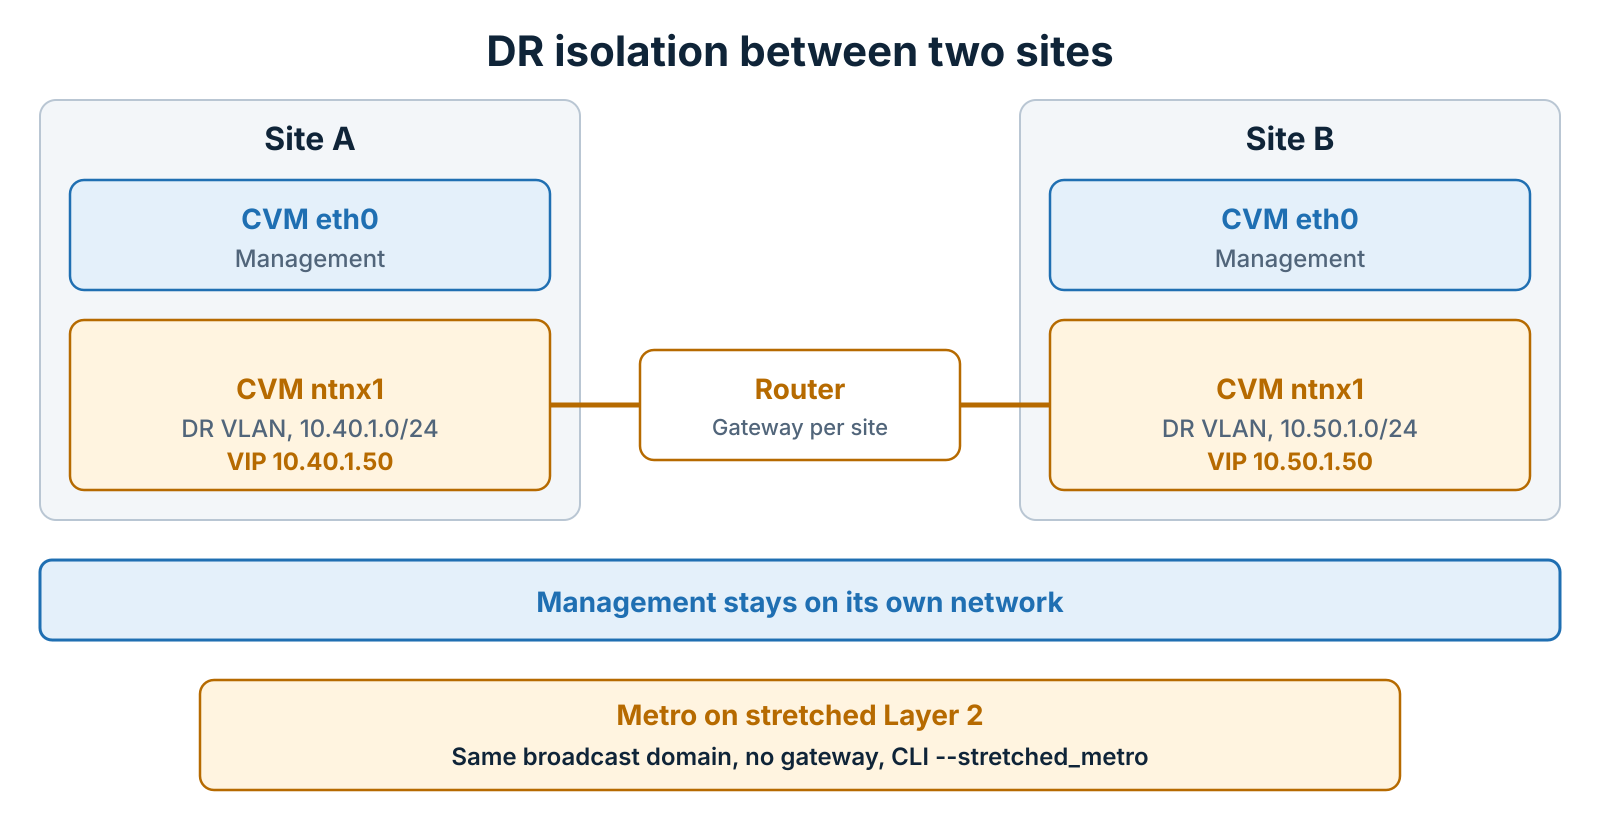 DR isolation between two sites
Site A
CVM eth0
Management
CVM ntnx1
DR VLAN, 10.40.1.0/24
VIP 10.40.1.50
Router
Gateway per site
Site B
CVM eth0
Management
CVM ntnx1
DR VLAN, 10.50.1.0/24
VIP 10.50.1.50
Management stays on its own network
Metro on stretched Layer 2
Same broadcast domain, no gateway, CLI --stretched_metro